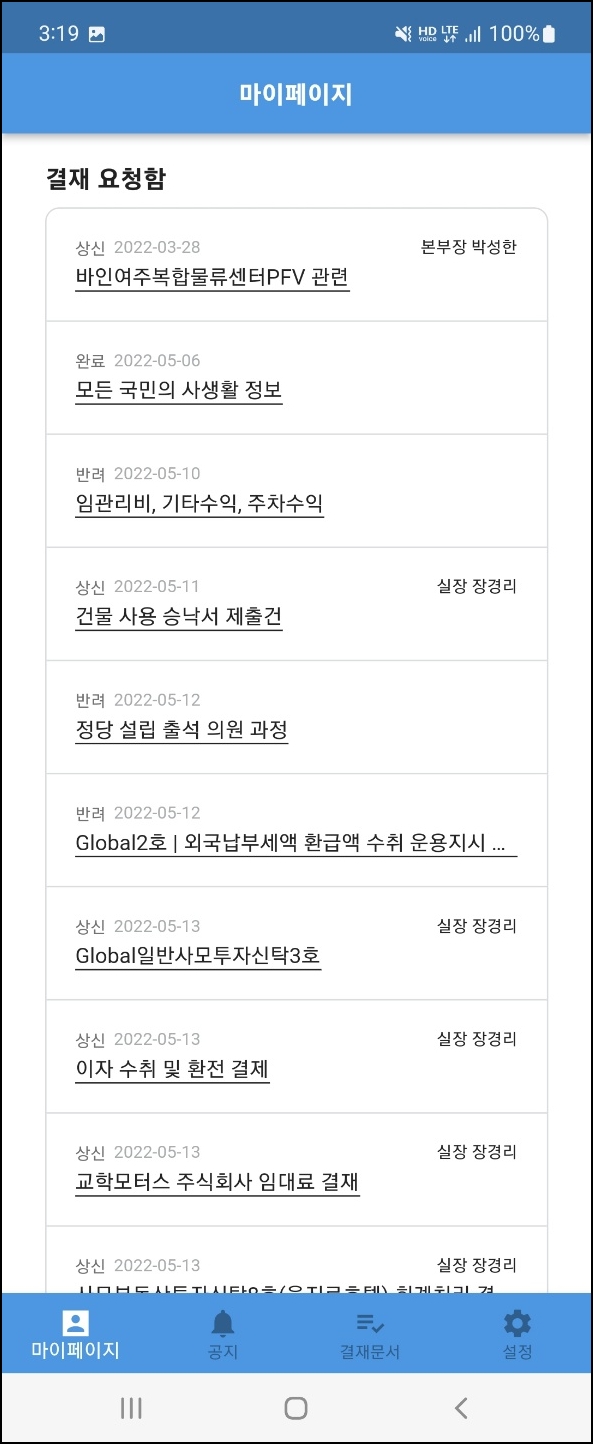 3:19 HD voice LTE 100%
마이페이지
결재 요청함
상신 2022-03-28 본부장 박성한
바인여주복합물류센터PFV 관련
완료 2022-05-06
모든 국민의 사생활 정보
반려 2022-05-10
임관리비, 기타수익, 주차수익
상신 2022-05-11 실장 장경리
건물 사용 승낙서 제출건
반려 2022-05-12
정당 설립 출석 의원 과정
반려 2022-05-12
Global2호 | 외국납부세액 환급액 수취 운용지시 ...
상신 2022-05-13 실장 장경리
Global일반사모투자신탁3호
상신 2022-05-13 실장 장경리
이자 수취 및 환전 결제
상신 2022-05-13 실장 장경리
교학모터스 주식회사 임대료 결재
상신 2022-05-13 실장 장경리
마이페이지 공지 결재문서 설정